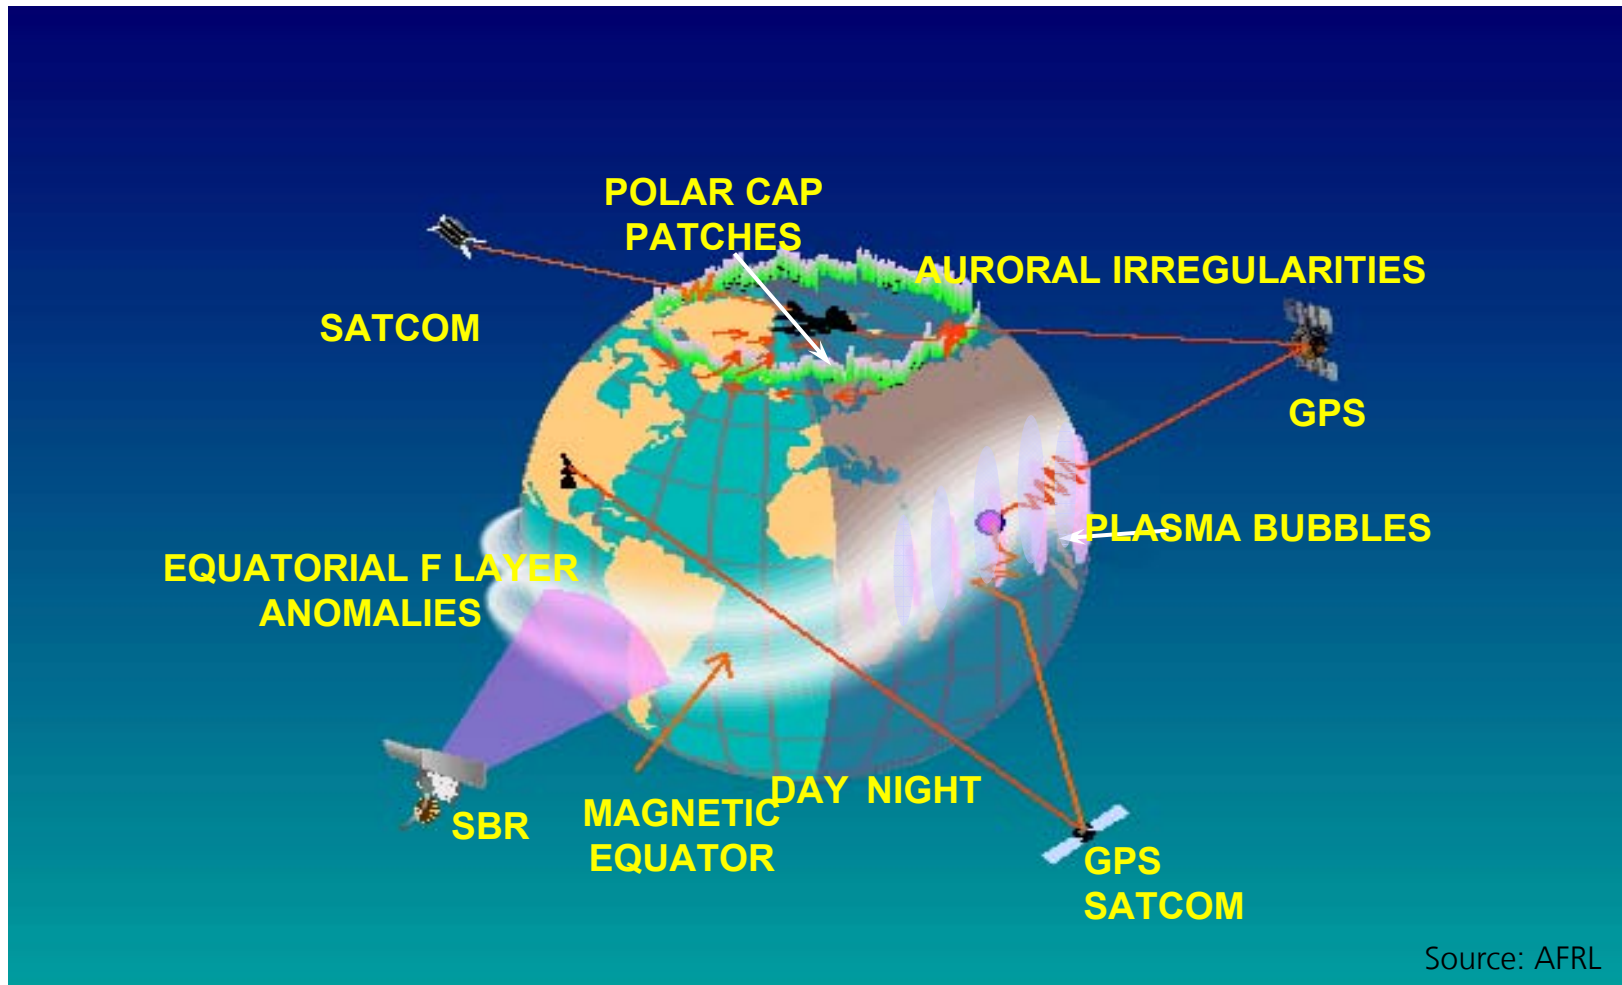 POLAR CAP
PATCHES
AURORAL IRREGULARITIES
SATCOM
GPS
PLASMA BUBBLES
EQUATORIAL F LAYER
ANOMALIES
DAY NIGHT
SBR
MAGNETIC
EQUATOR
GPS
SATCOM
Source: AFRL